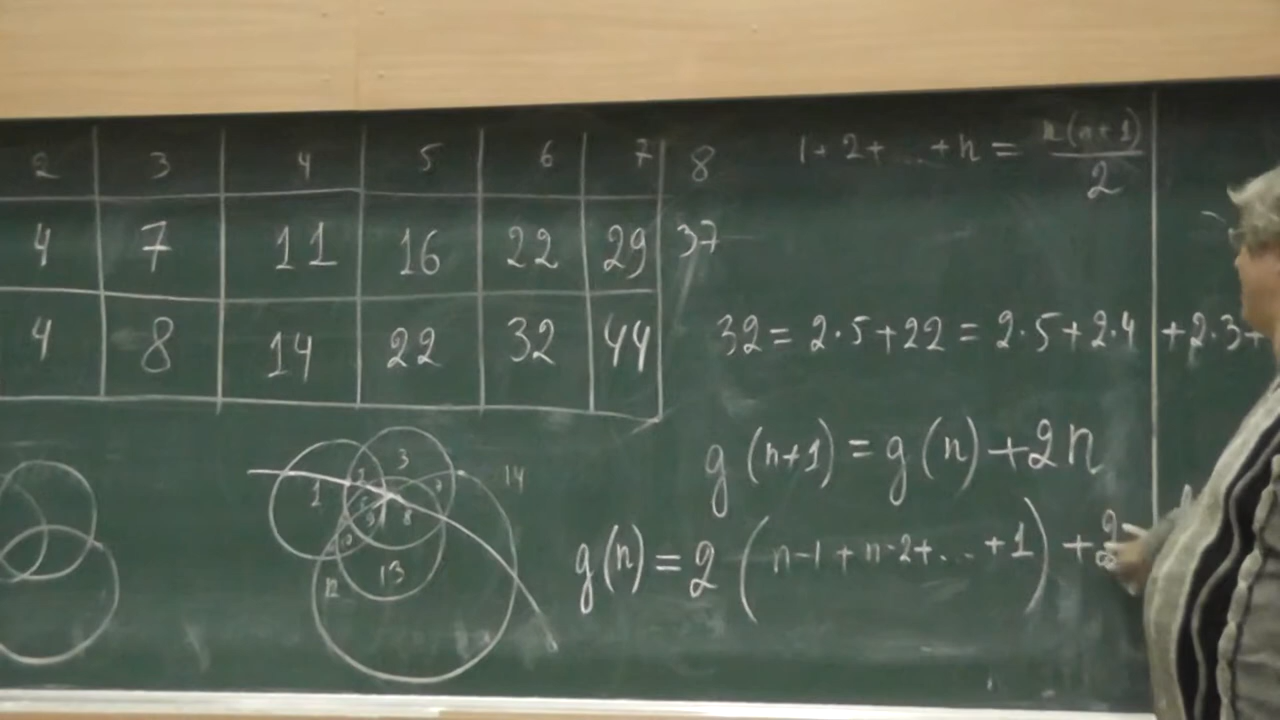 2 3 4 5 6 7 8
1 + 2 + ... + n = n(n+1)/2
4 7 11 16 22 29 37
4 8 14 22 32 44
32 = 2·5+22 = 2·5+2·4 +2·3+
g(n+1) = g(n)+2n
g(n) = 2(n-1 + n-2+... +1) + 2
3
14
1
8
13
12